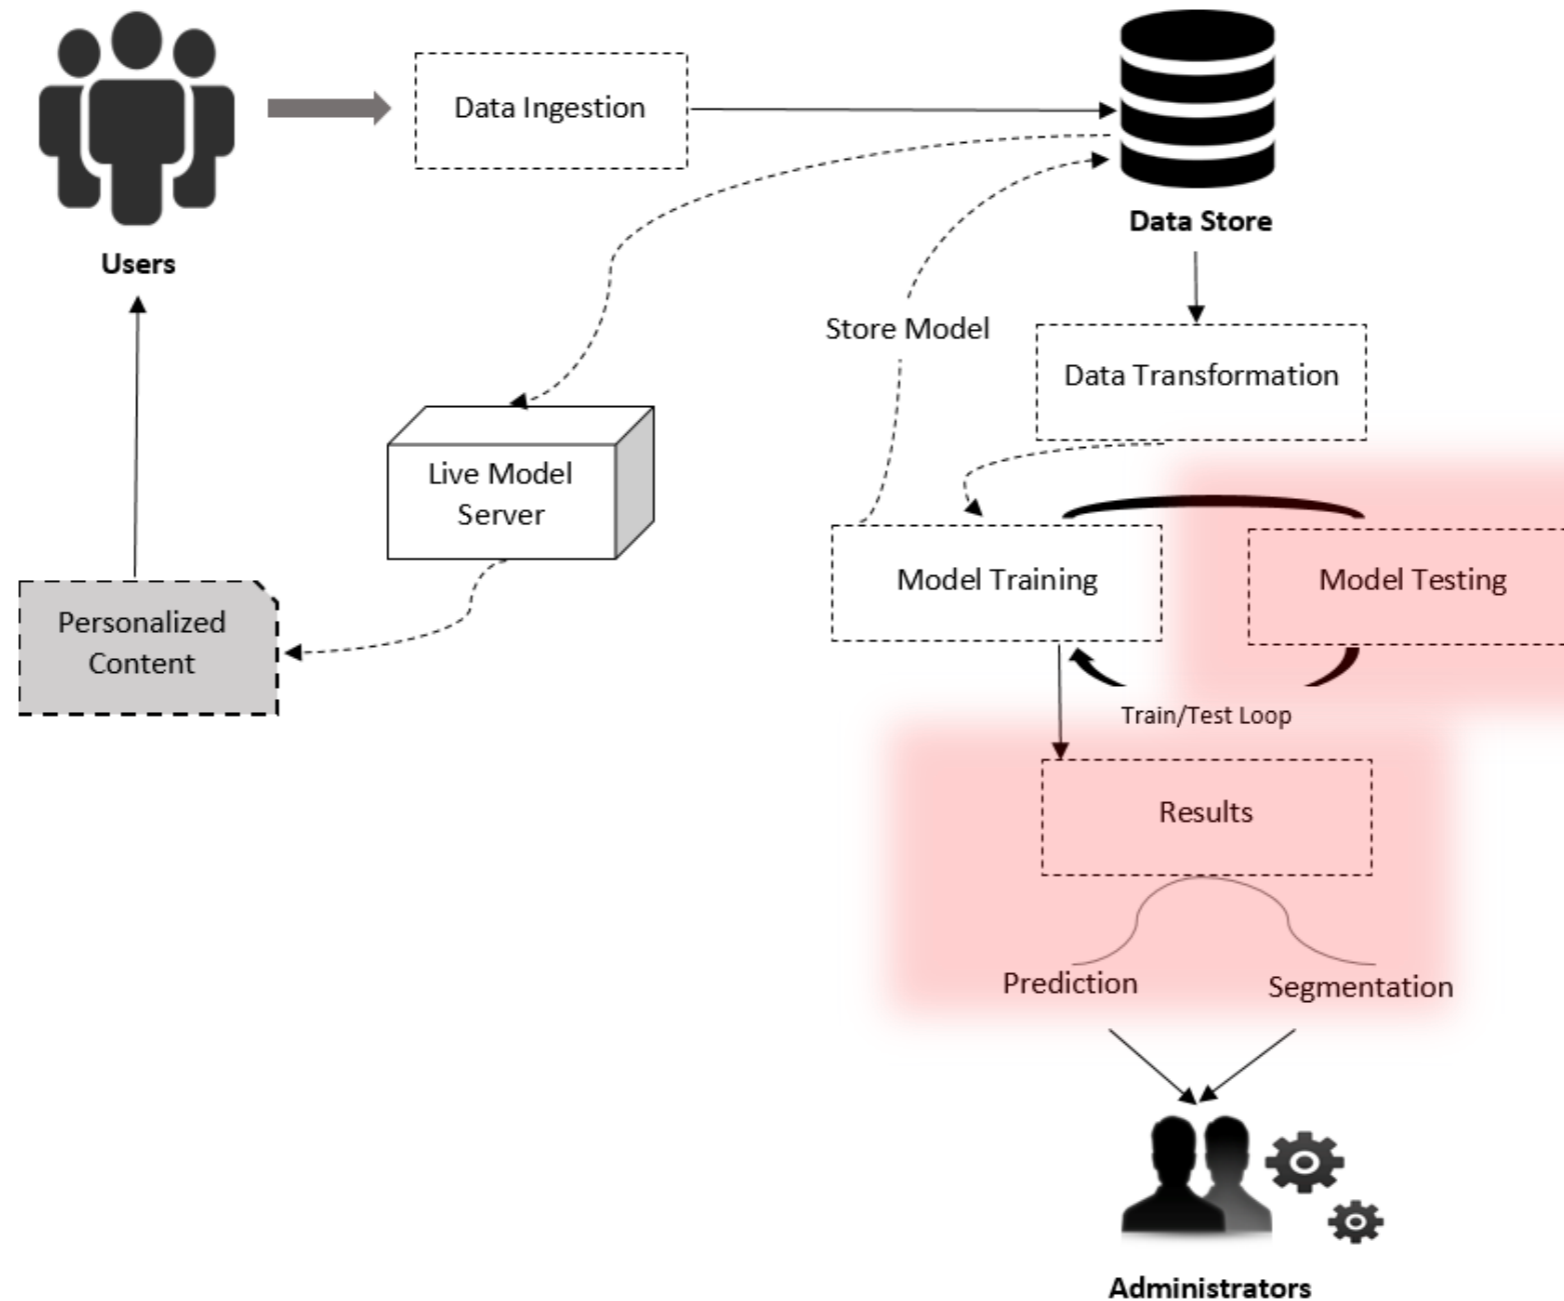 Data Ingestion
Data Store
Users
Store Model
Data Transformation
Live Model
Server
Model Training
Model Testing
Personalized
Content
Train/Test Loop
Results
Prediction
Segmentation
Administrators